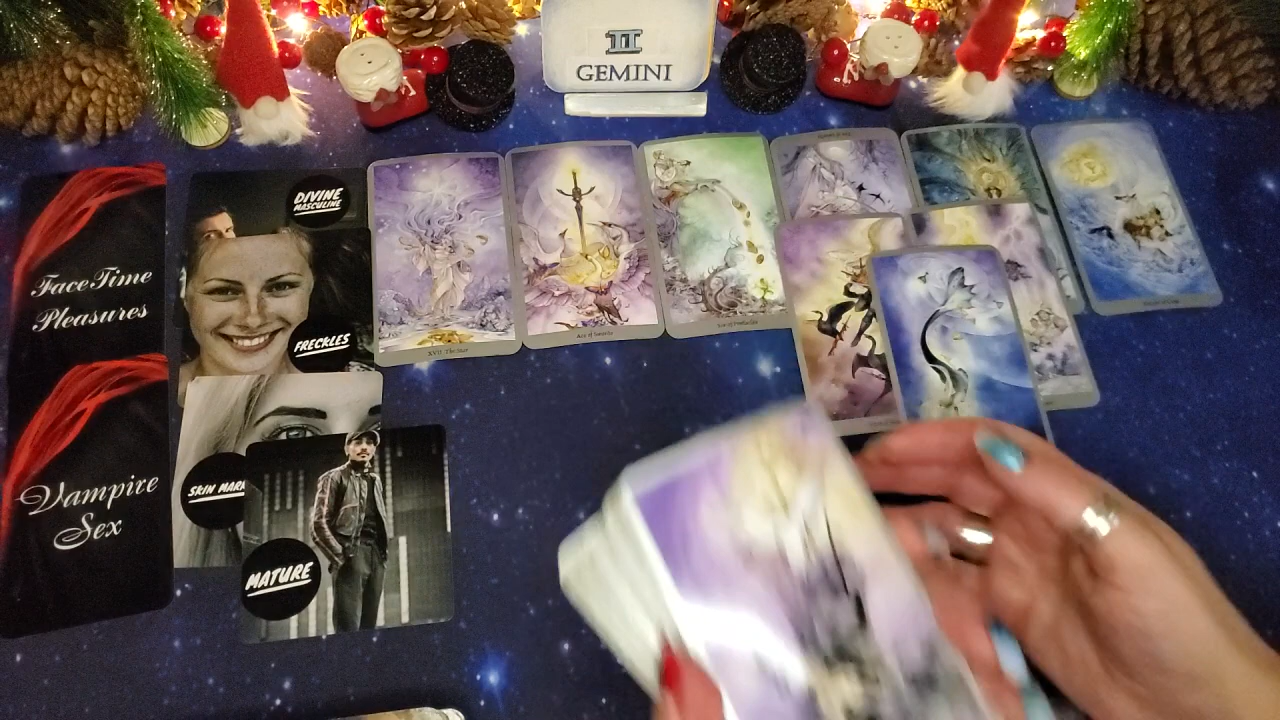 GEMINI
DIVINE
MASCULINE
FaceTime
Pleasures
FRECKLES
XVII The Star
Ace of Swords
Vampire
Sex
SKIN MARK
MATURE